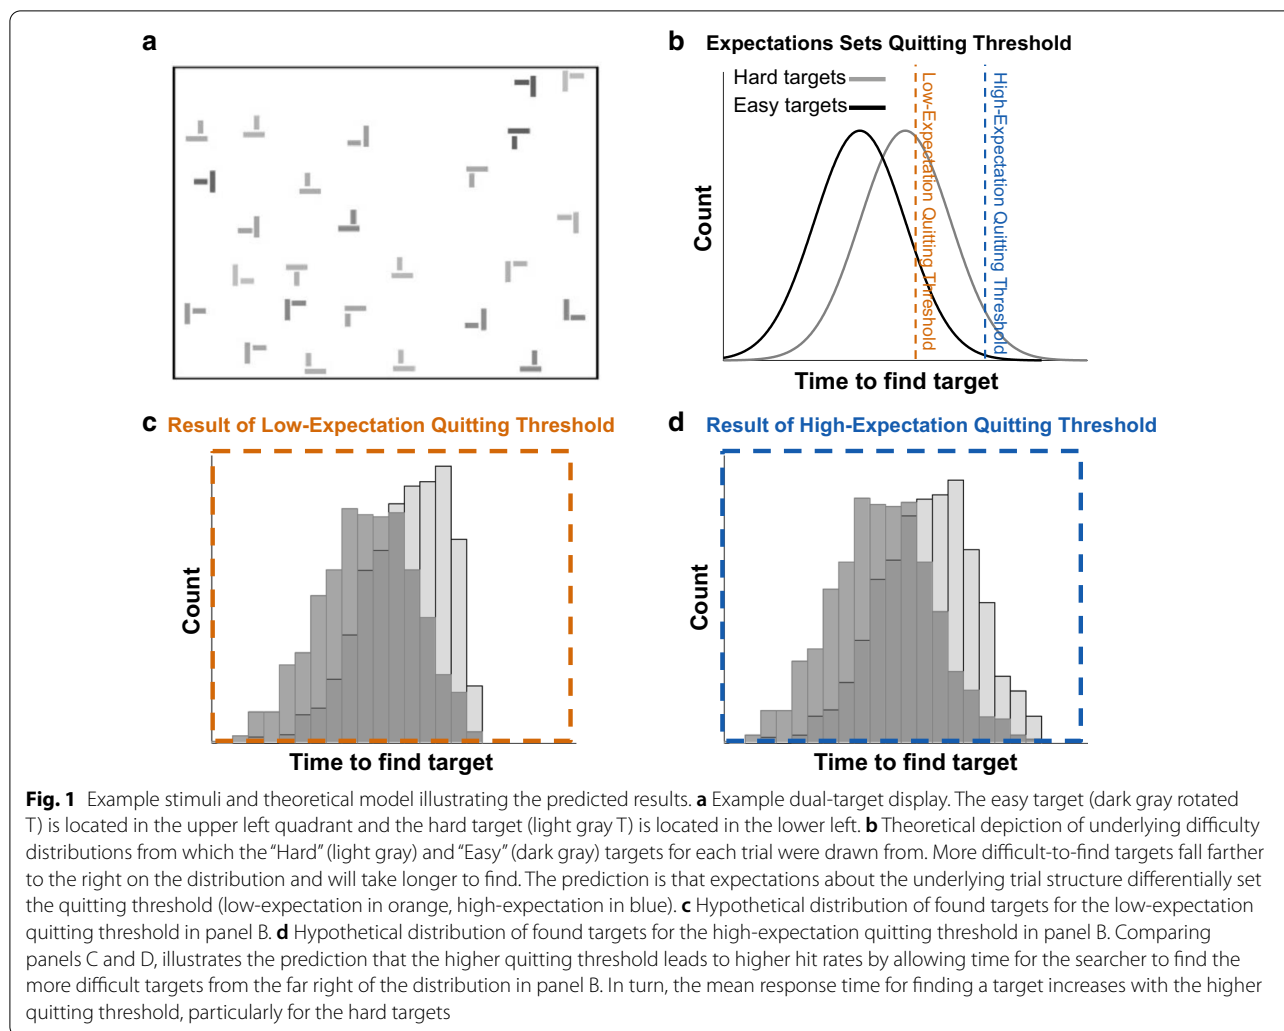 a
b Expectations Sets Quitting Threshold
Hard targets
Easy targets
Low-Expectation Quitting Threshold
High-Expectation Quitting Threshold
Count
Time to find target
c Result of Low-Expectation Quitting Threshold
Count
Time to find target
d Result of High-Expectation Quitting Threshold
Count
Time to find target
Fig. 1 Example stimuli and theoretical model illustrating the predicted results. a Example dual-target display. The easy target (dark gray rotated
T) is located in the upper left quadrant and the hard target (light gray T) is located in the lower left. b Theoretical depiction of underlying difficulty
distributions from which the “Hard” (light gray) and “Easy” (dark gray) targets for each trial were drawn from. More difficult-to-find targets fall farther
to the right on the distribution and will take longer to find. The prediction is that expectations about the underlying trial structure differentially set
the quitting threshold (low-expectation in orange, high-expectation in blue). c Hypothetical distribution of found targets for the low-expectation
quitting threshold in panel B. d Hypothetical distribution of found targets for the high-expectation quitting threshold in panel B. Comparing
panels C and D, illustrates the prediction that the higher quitting threshold leads to higher hit rates by allowing time for the searcher to find the
more difficult targets from the far right of the distribution in panel B. In turn, the mean response time for finding a target increases with the higher
quitting threshold, particularly for the hard targets